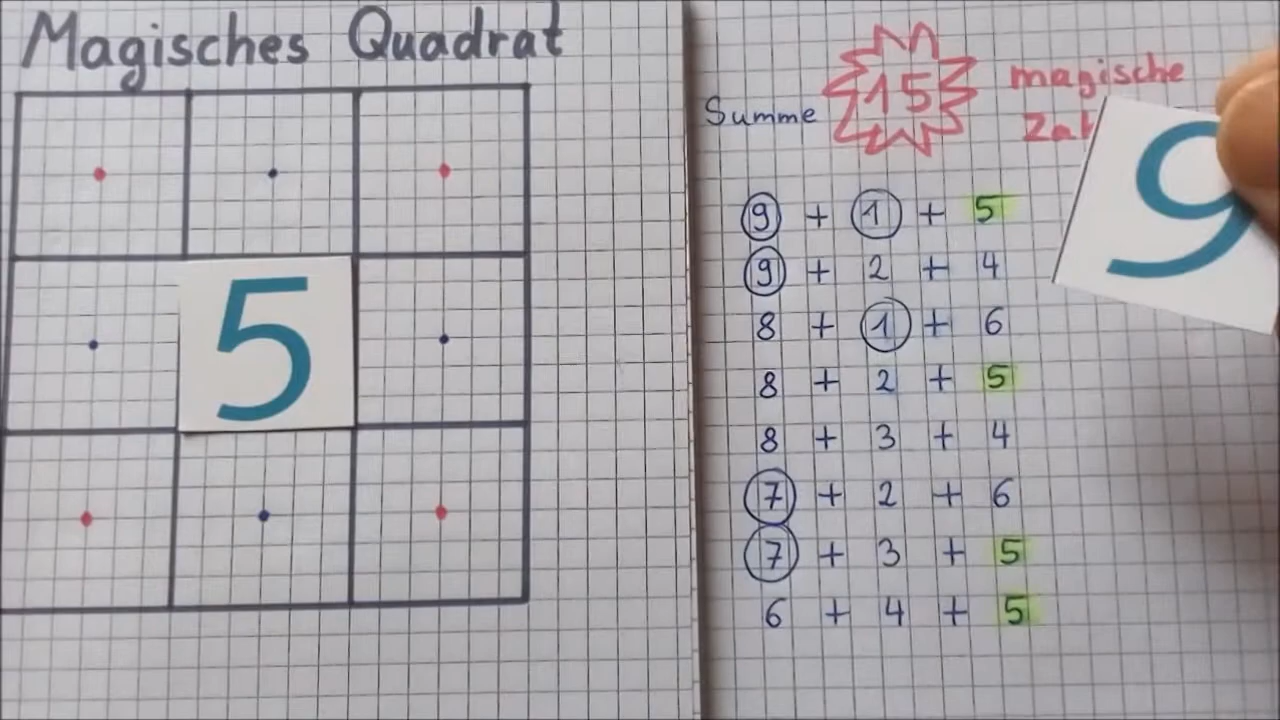 Magisches Quadrat
5
Summe 15 magische
9
9 + 1 + 5
9 + 2 + 4
8 + 1 + 6
8 + 2 + 5
8 + 3 + 4
7 + 2 + 6
7 + 3 + 5
6 + 4 + 5